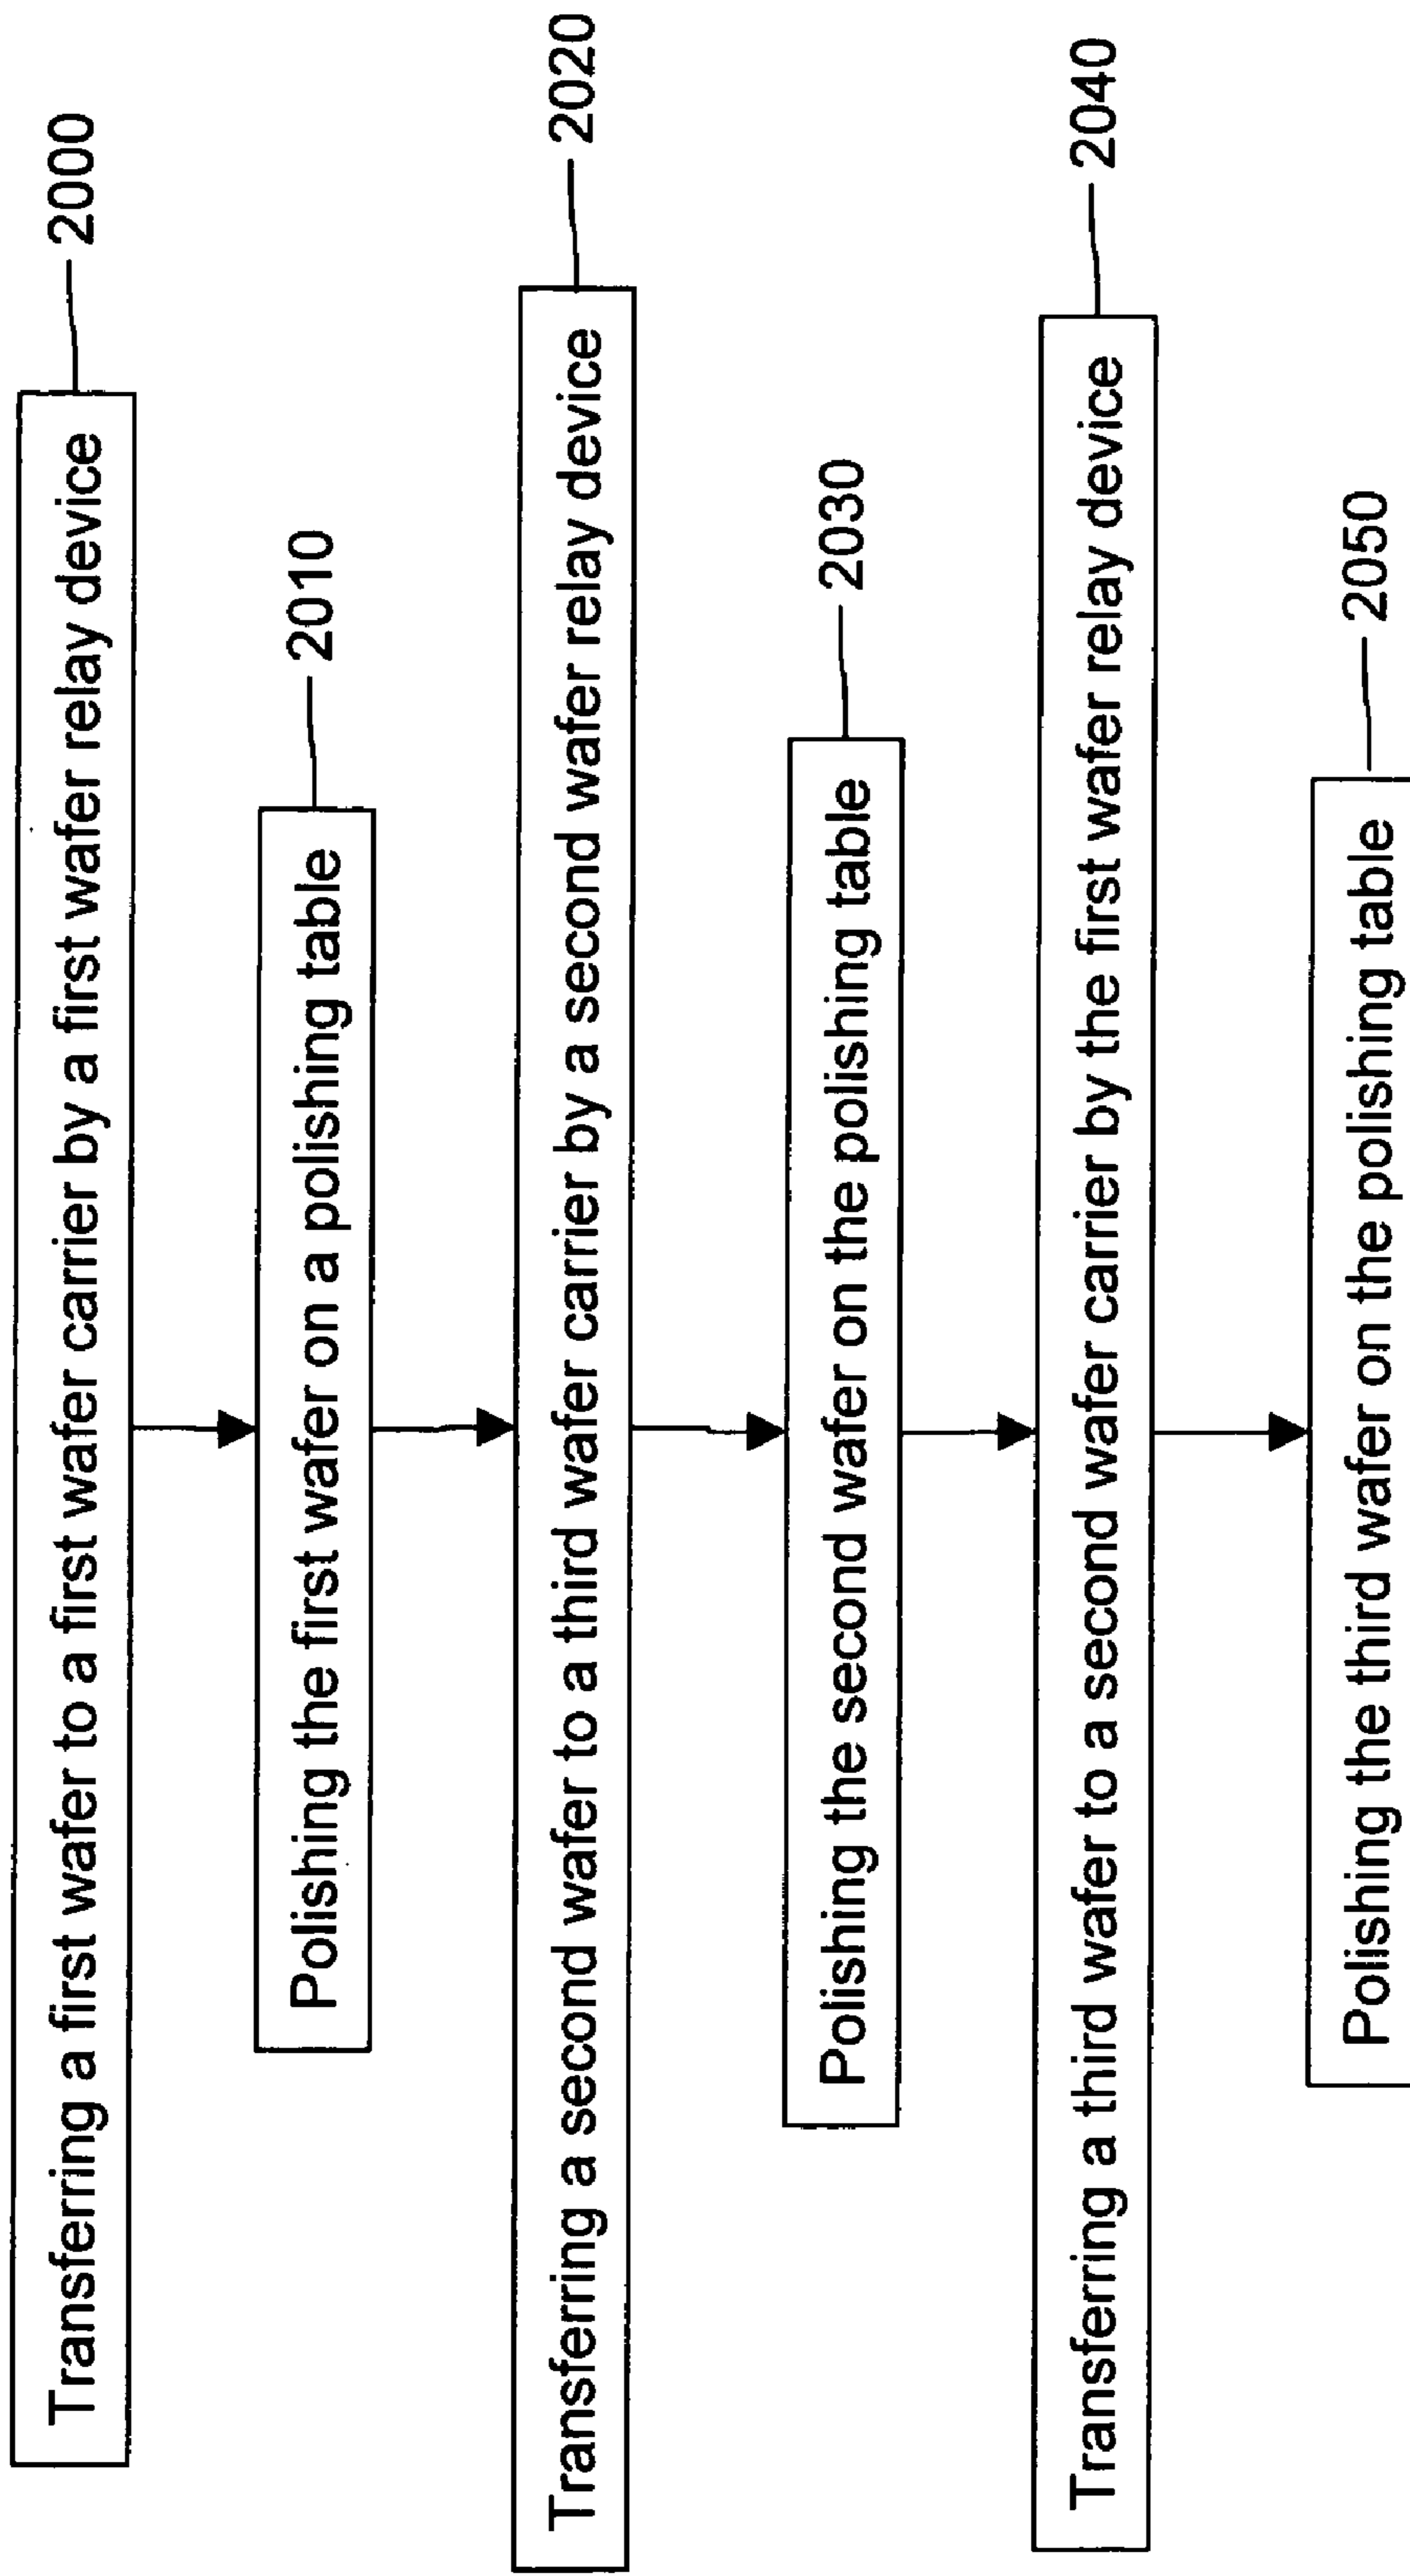 Transferring a first wafer to a first wafer carrier by a first wafer relay device
2000
Polishing the first wafer on a polishing table
2010
Transferring a second wafer to a third wafer carrier by a second wafer relay device
2020
Polishing the second wafer on the polishing table
2030
Transferring a third wafer to a second wafer carrier by the first wafer relay device
2040
Polishing the third wafer on the polishing table
2050